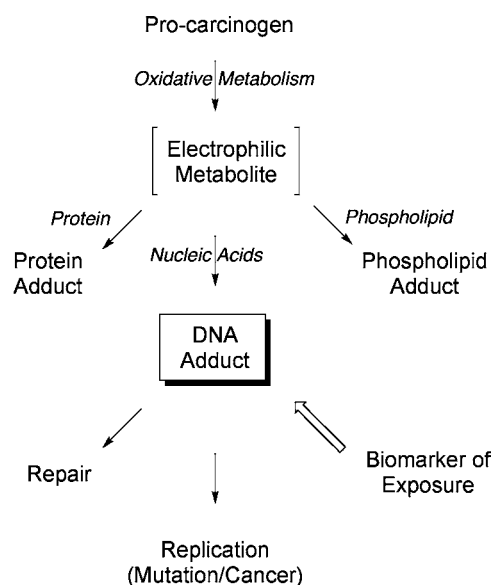 Pro-carcinogen
Oxidative Metabolism
Electrophilic
Metabolite
Protein
Phospholipid
Protein
Adduct
Nucleic Acids
Phospholipid
Adduct
DNA
Adduct
Repair
Biomarker of
Exposure
Replication
(Mutation/Cancer)